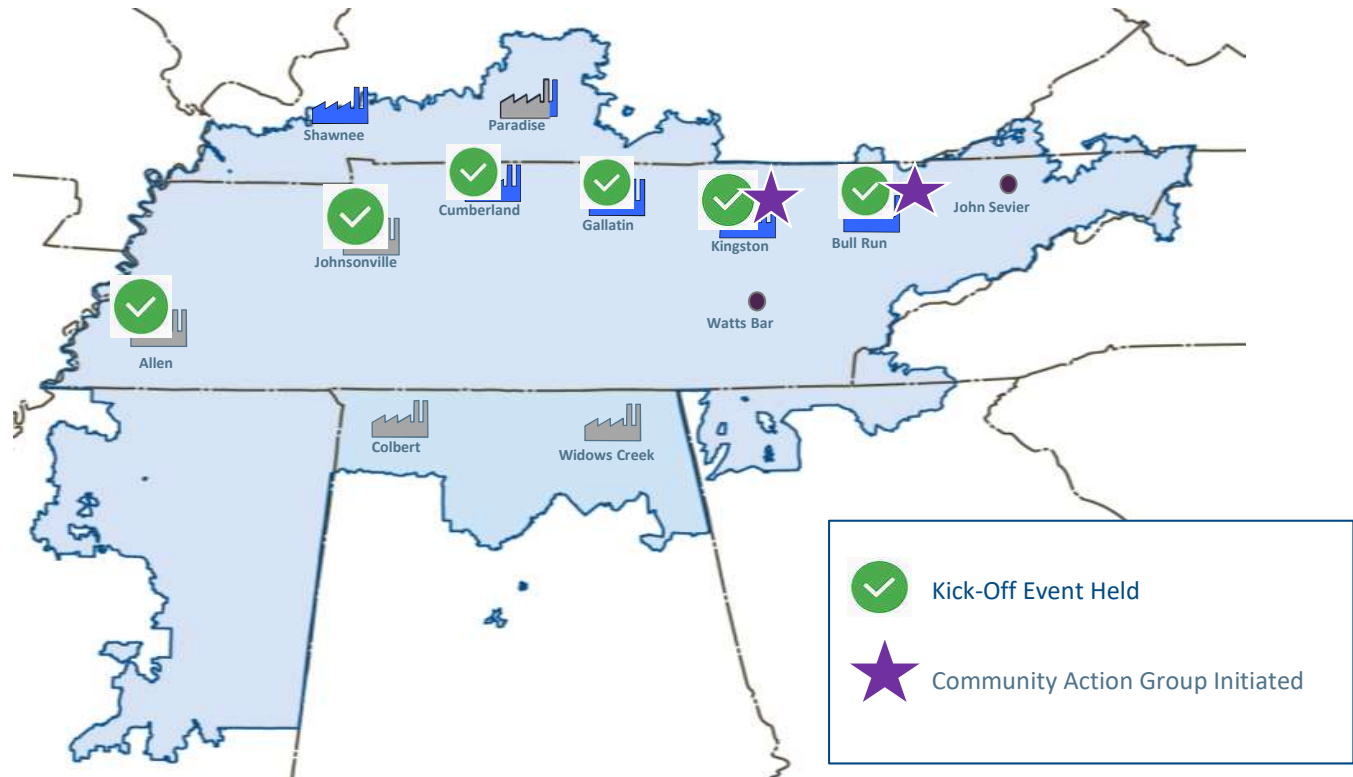 Shawnee
Paradise
Cumberland
Gallatin
Kingston
Bull Run
John Sevier
Johnsonville
Watts Bar
Allen
Colbert
Widows Creek
Kick-Off Event Held
Community Action Group Initiated